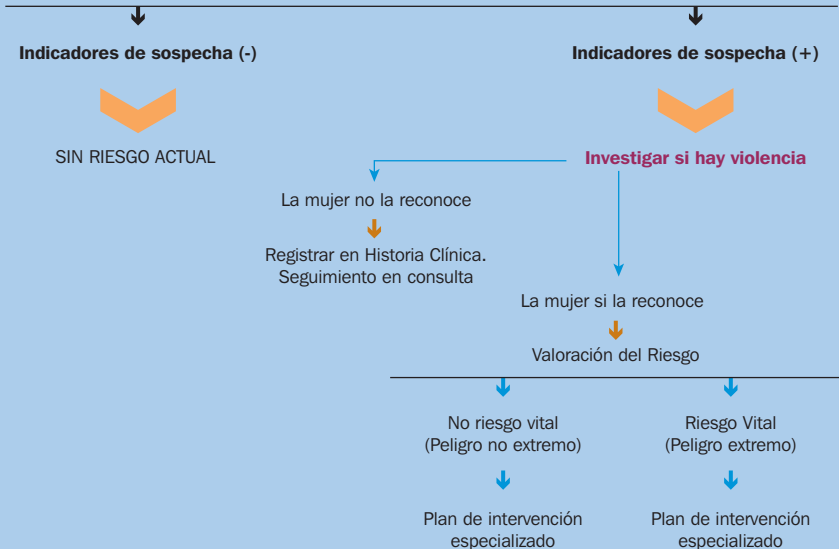 Indicadores de sospecha (-)
Indicadores de sospecha (+)
SIN RIESGO ACTUAL
Investigar si hay violencia
La mujer no la reconoce
Registrar en Historia Clínica.
Seguimiento en consulta
La mujer si la reconoce
Valoración del Riesgo
No riesgo vital
(Peligro no extremo)
Riesgo Vital
(Peligro extremo)
Plan de intervención
especializado
Plan de intervención
especializado